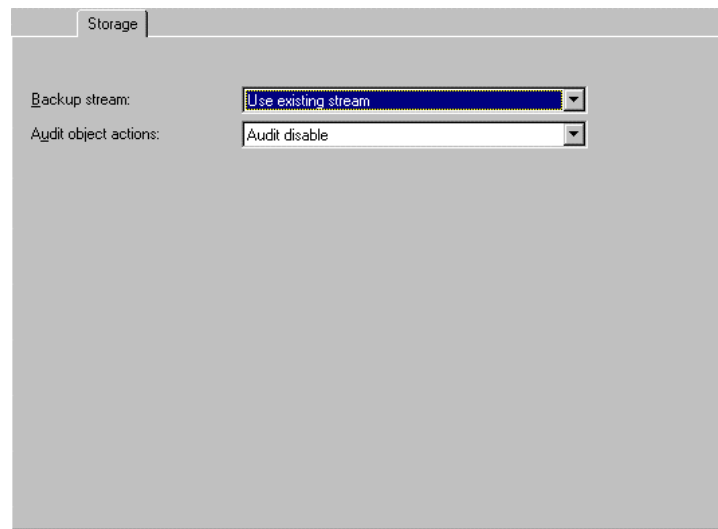 Storage
Backup stream: Use existing stream
Audit object actions: Audit disable